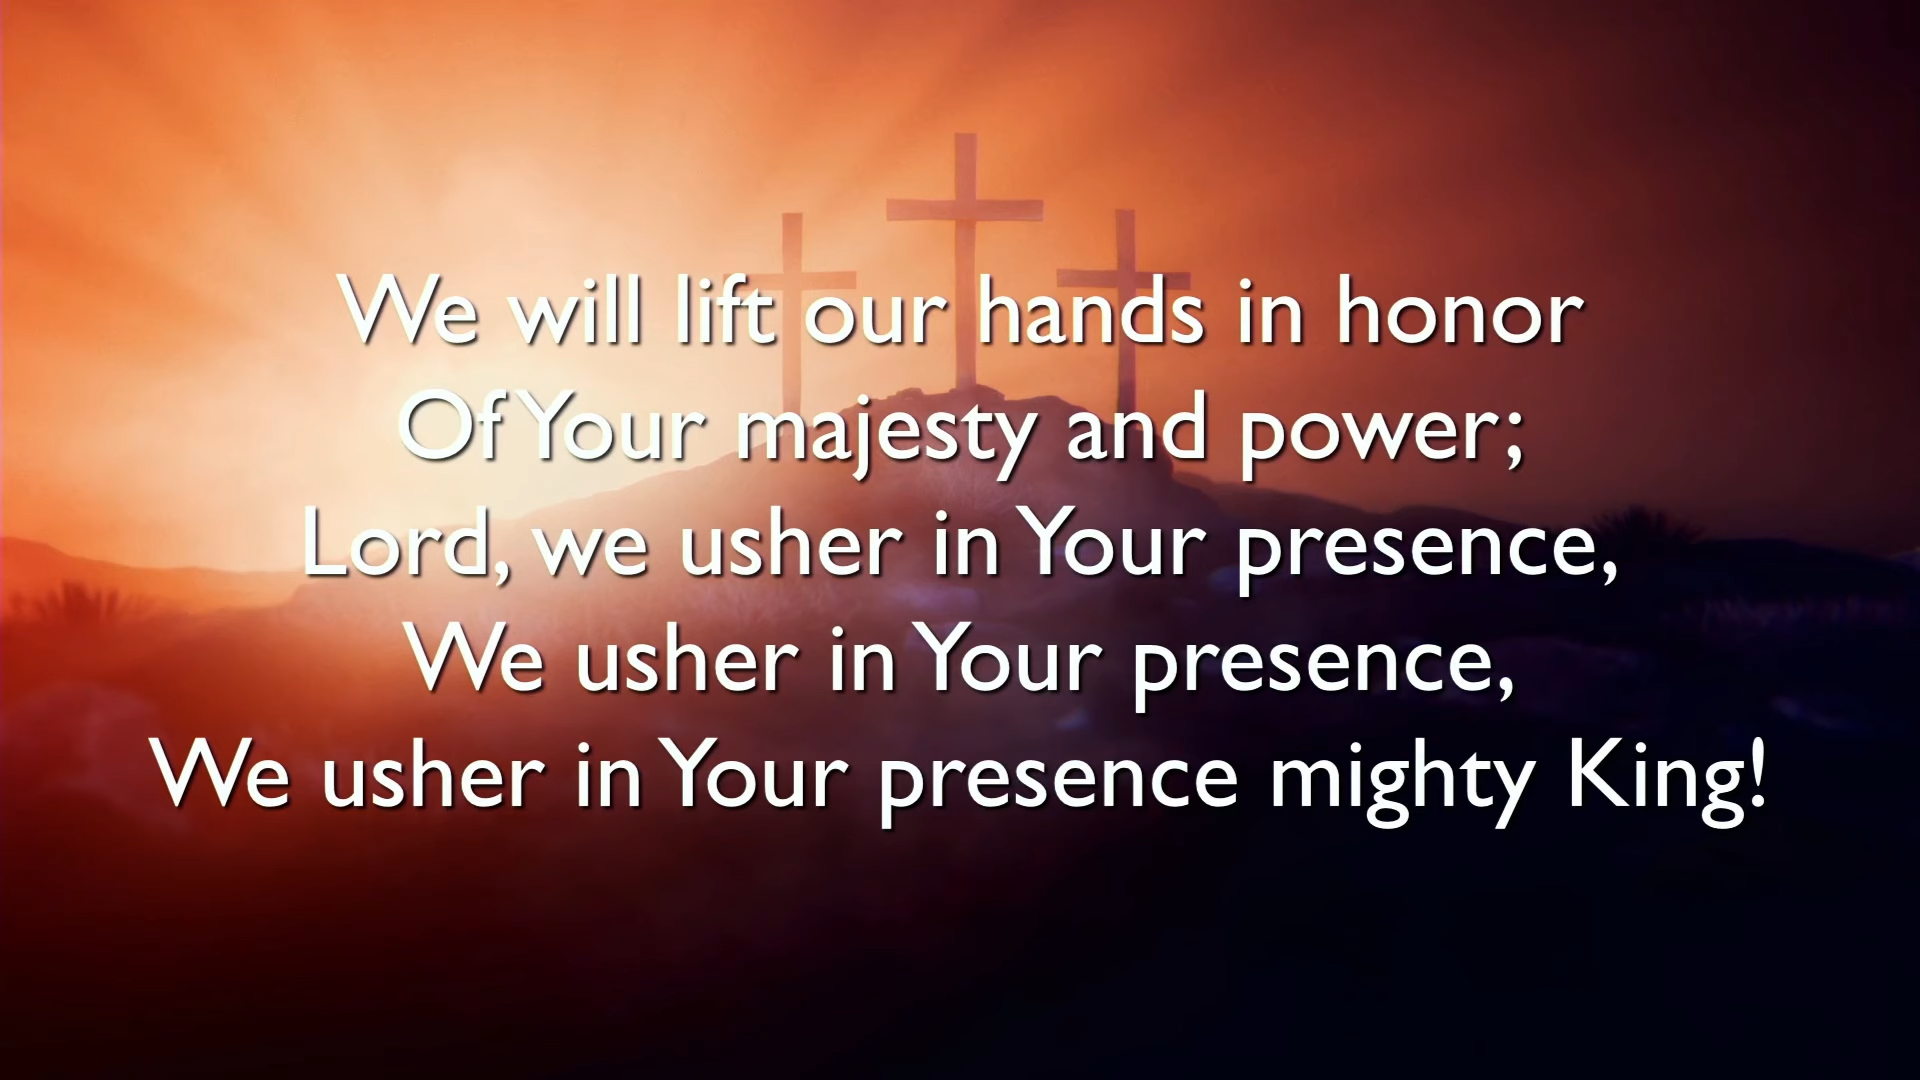 We will lift our hands in honor
Of Your majesty and power;
Lord, we usher in Your presence,
We usher in Your presence,
We usher in Your presence mighty King!